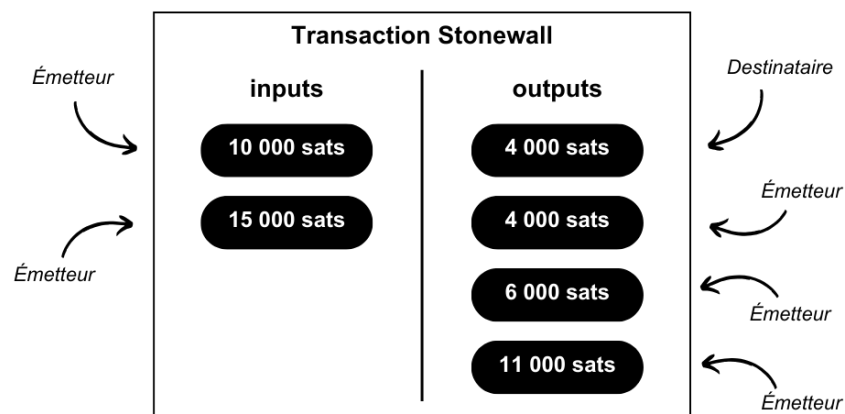 Transaction Stonewall
Émetteur
Destinataire
inputs
outputs
10 000 sats
4 000 sats
Émetteur
15 000 sats
4 000 sats
Émetteur
6 000 sats
Émetteur
11 000 sats
Émetteur